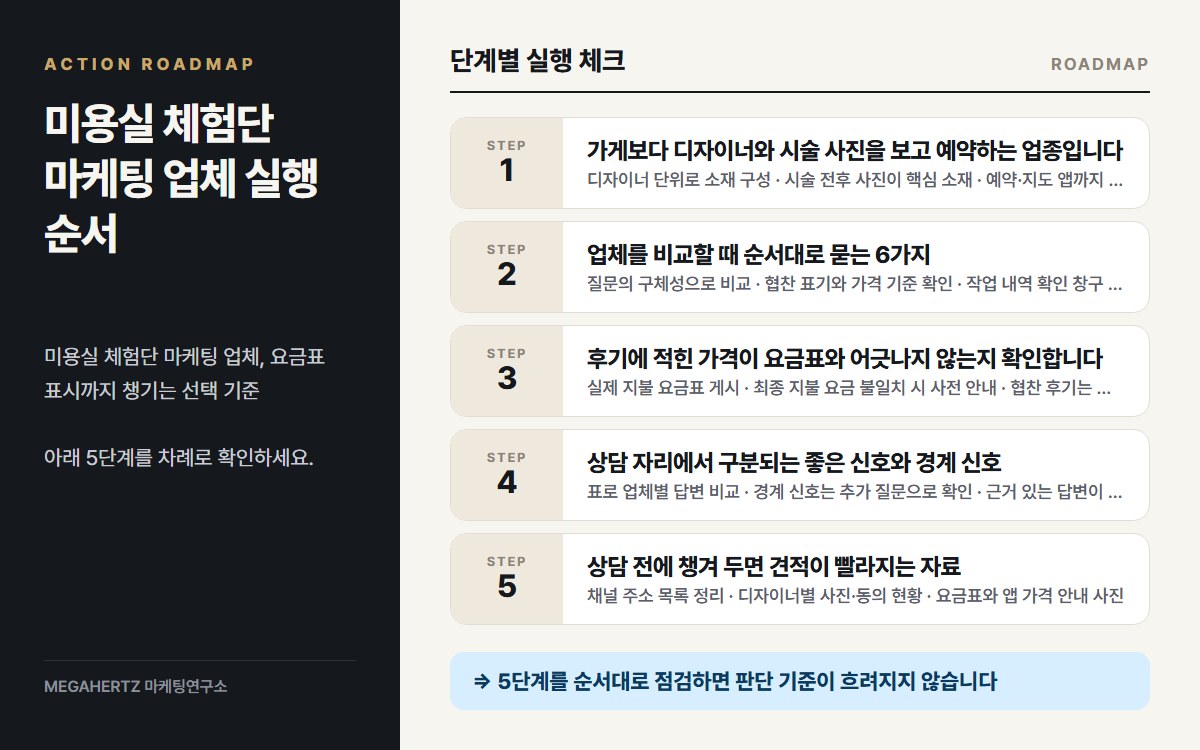 ACTION ROADMAP
미용실 체험단
마케팅 업체 실행
순서
미용실 체험단 마케팅 업체, 요금표
표시까지 챙기는 선택 기준
아래 5단계를 차례로 확인하세요.
MEGAHERTZ 마케팅연구소
단계별 실행 체크
ROADMAP
STEP
1
가게보다 디자이너와 시술 사진을 보고 예약하는 업종입니다
디자이너 단위로 소재 구성 · 시술 전후 사진이 핵심 소재 · 예약·지도 앱까지 ...
STEP
2
업체를 비교할 때 순서대로 묻는 6가지
질문의 구체성으로 비교 · 협찬 표기와 가격 기준 확인 · 작업 내역 확인 창구 ...
STEP
3
후기에 적힌 가격이 요금표와 어긋나지 않는지 확인합니다
실제 지불 요금표 게시 · 최종 지불 요금 불일치 시 사전 안내 · 협찬 후기는 ...
STEP
4
상담 자리에서 구분되는 좋은 신호와 경계 신호
표로 업체별 답변 비교 · 경계 신호는 추가 질문으로 확인 · 근거 있는 답변이 ...
STEP
5
상담 전에 챙겨 두면 견적이 빨라지는 자료
채널 주소 목록 정리 · 디자이너별 사진·동의 현황 · 요금표와 앱 가격 안내 사진
⇒ 5단계를 순서대로 점검하면 판단 기준이 흐려지지 않습니다